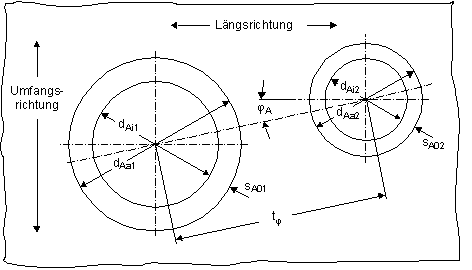 Längsrichtung
Umfangs-
richtung
dAi2
dAa2
φA
dAi1
dAa1
sA02
sA01
tφ